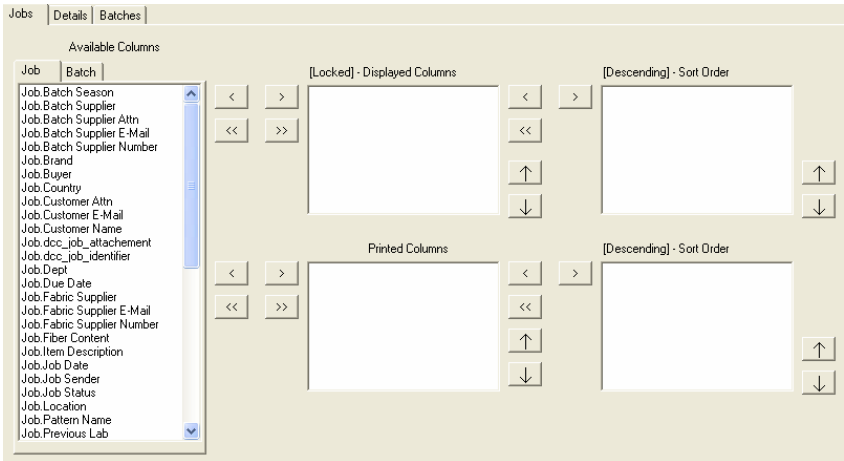 Jobs Details Batches
Available Columns
Job Batch
[Locked] - Displayed Columns
[Descending] - Sort Order
Job.Batch Season
Job.Batch Supplier
Job.Batch Supplier Attn
Job.Batch Supplier E-Mail
Job.Batch Supplier Number
Job.Brand
Job.Buyer
Job.Country
Job.Customer Attn
Job.Customer E-Mail
Job.Customer Name
Job.dcc_job_attachement
Job.dcc_job_identifier
Job.Dept
Job.Due Date
Job.Fabric Supplier
Job.Fabric Supplier E-Mail
Job.Fabric Supplier Number
Job.Fiber Content
Job.Item Description
Job.Job Date
Job.Job Sender
Job.Job Status
Job.Location
Job.Pattern Name
Job.Previous Lab
< >
<< >>
< >
<<
↑
↓
↑
↓
Printed Columns
[Descending] - Sort Order
< >
<< >>
< >
<<
↑
↓
↑
↓